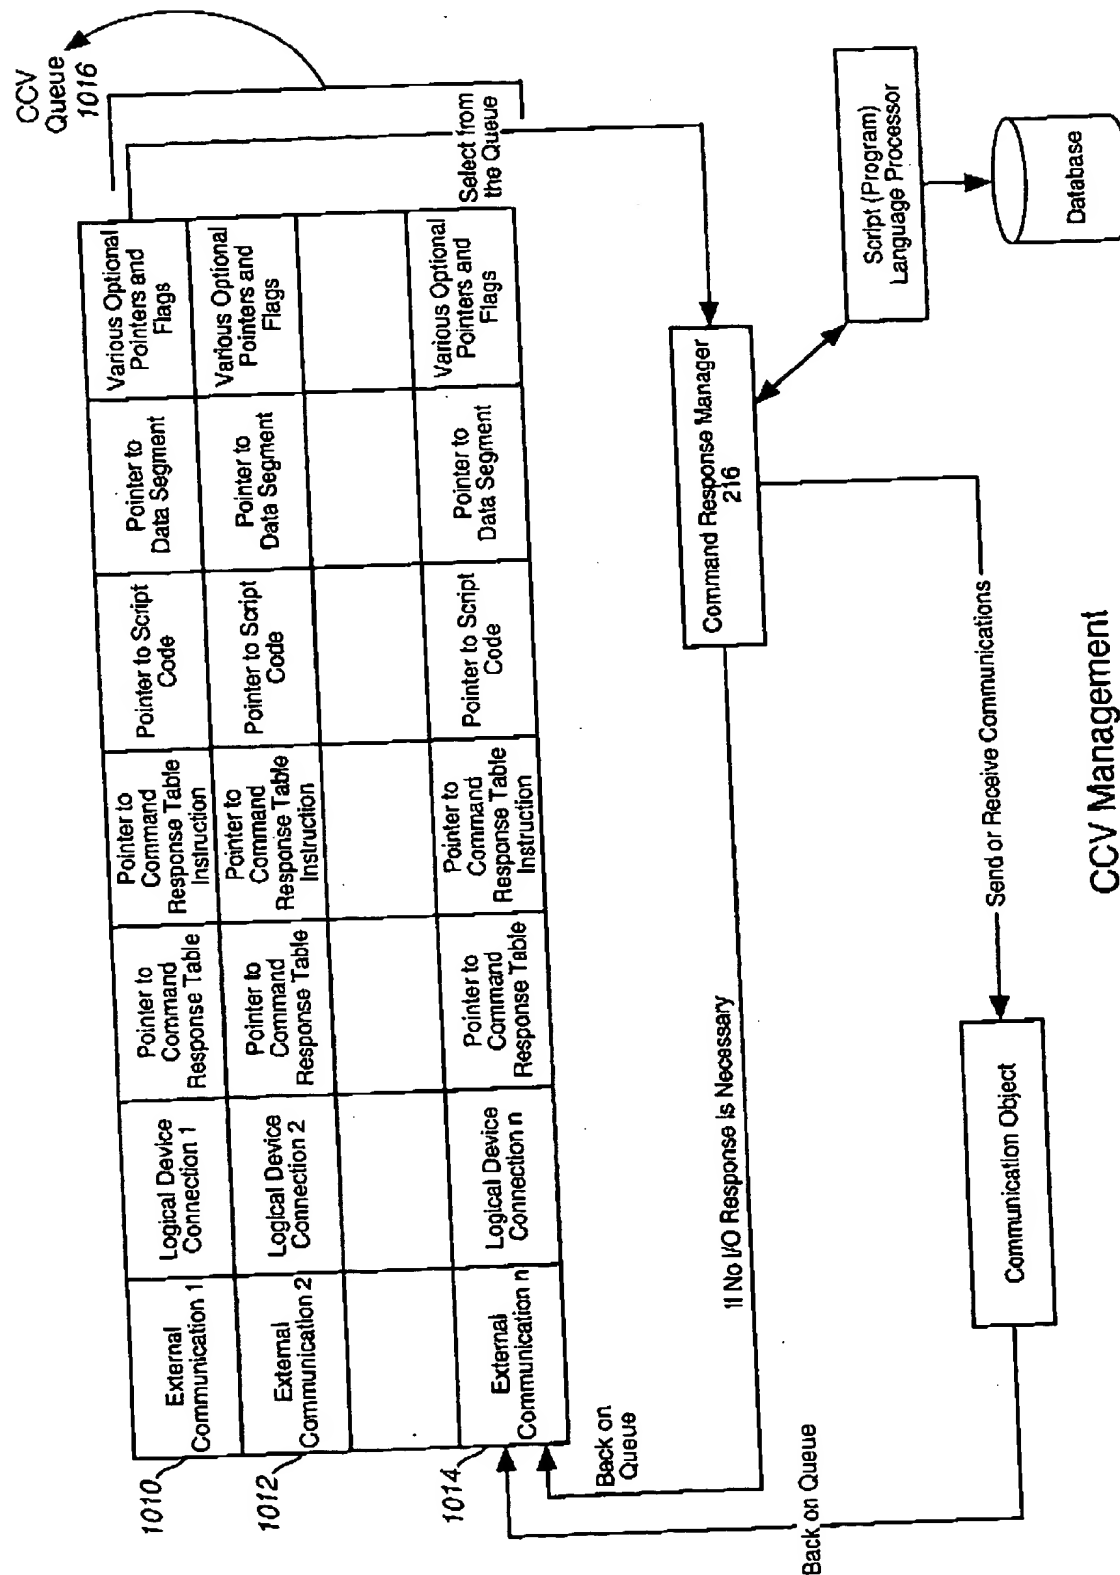 CCV
Queue
1016
1010
External
Communication 1
Logical Device
Connection 1
Pointer to
Command
Response Table
Pointer to
Command
Response Table
Instruction
Pointer to Script
Code
Pointer to
Data Segment
Various Optional
Pointers and
Flags
1012
External
Communication 2
Logical Device
Connection 2
Pointer to
Command
Response Table
Pointer to
Command
Response Table
Instruction
Pointer to Script
Code
Pointer to
Data Segment
Various Optional
Pointers and
Flags
1014
External
Communication n
Logical Device
Connection n
Pointer to
Command
Response Table
Pointer to
Command
Response Table
Instruction
Pointer to Script
Code
Pointer to
Data Segment
Various Optional
Pointers and
Flags
Select from
the Queue
Back on
Queue
If No I/O Response Is Necessary
Command Response Manager
216
Script (Program)
Language Processor
Database
Back on Queue
Communication Object
Send or Receive Communications
CCV Management